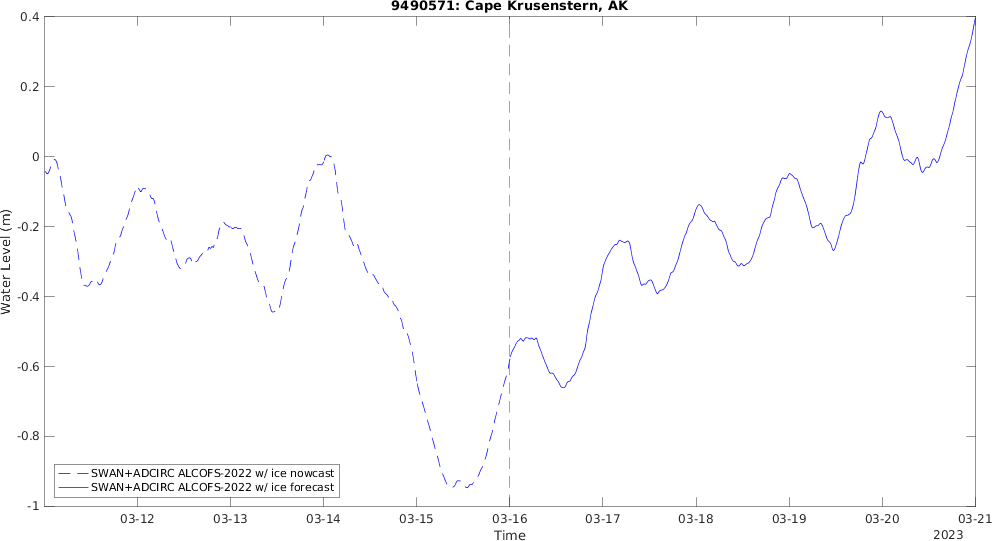 9490571: Cape Krusenstern, AK
0.4
0.2
0
-0.2
-0.4
-0.6
-0.8
-1
Water Level (m)
SWAN+ADCIRC ALCOFS-2022 w/ ice nowcast
SWAN+ADCIRC ALCOFS-2022 w/ ice forecast
03-12 03-13 03-14 03-15 03-16 03-17 03-18 03-19 03-20 03-21
Time
2023